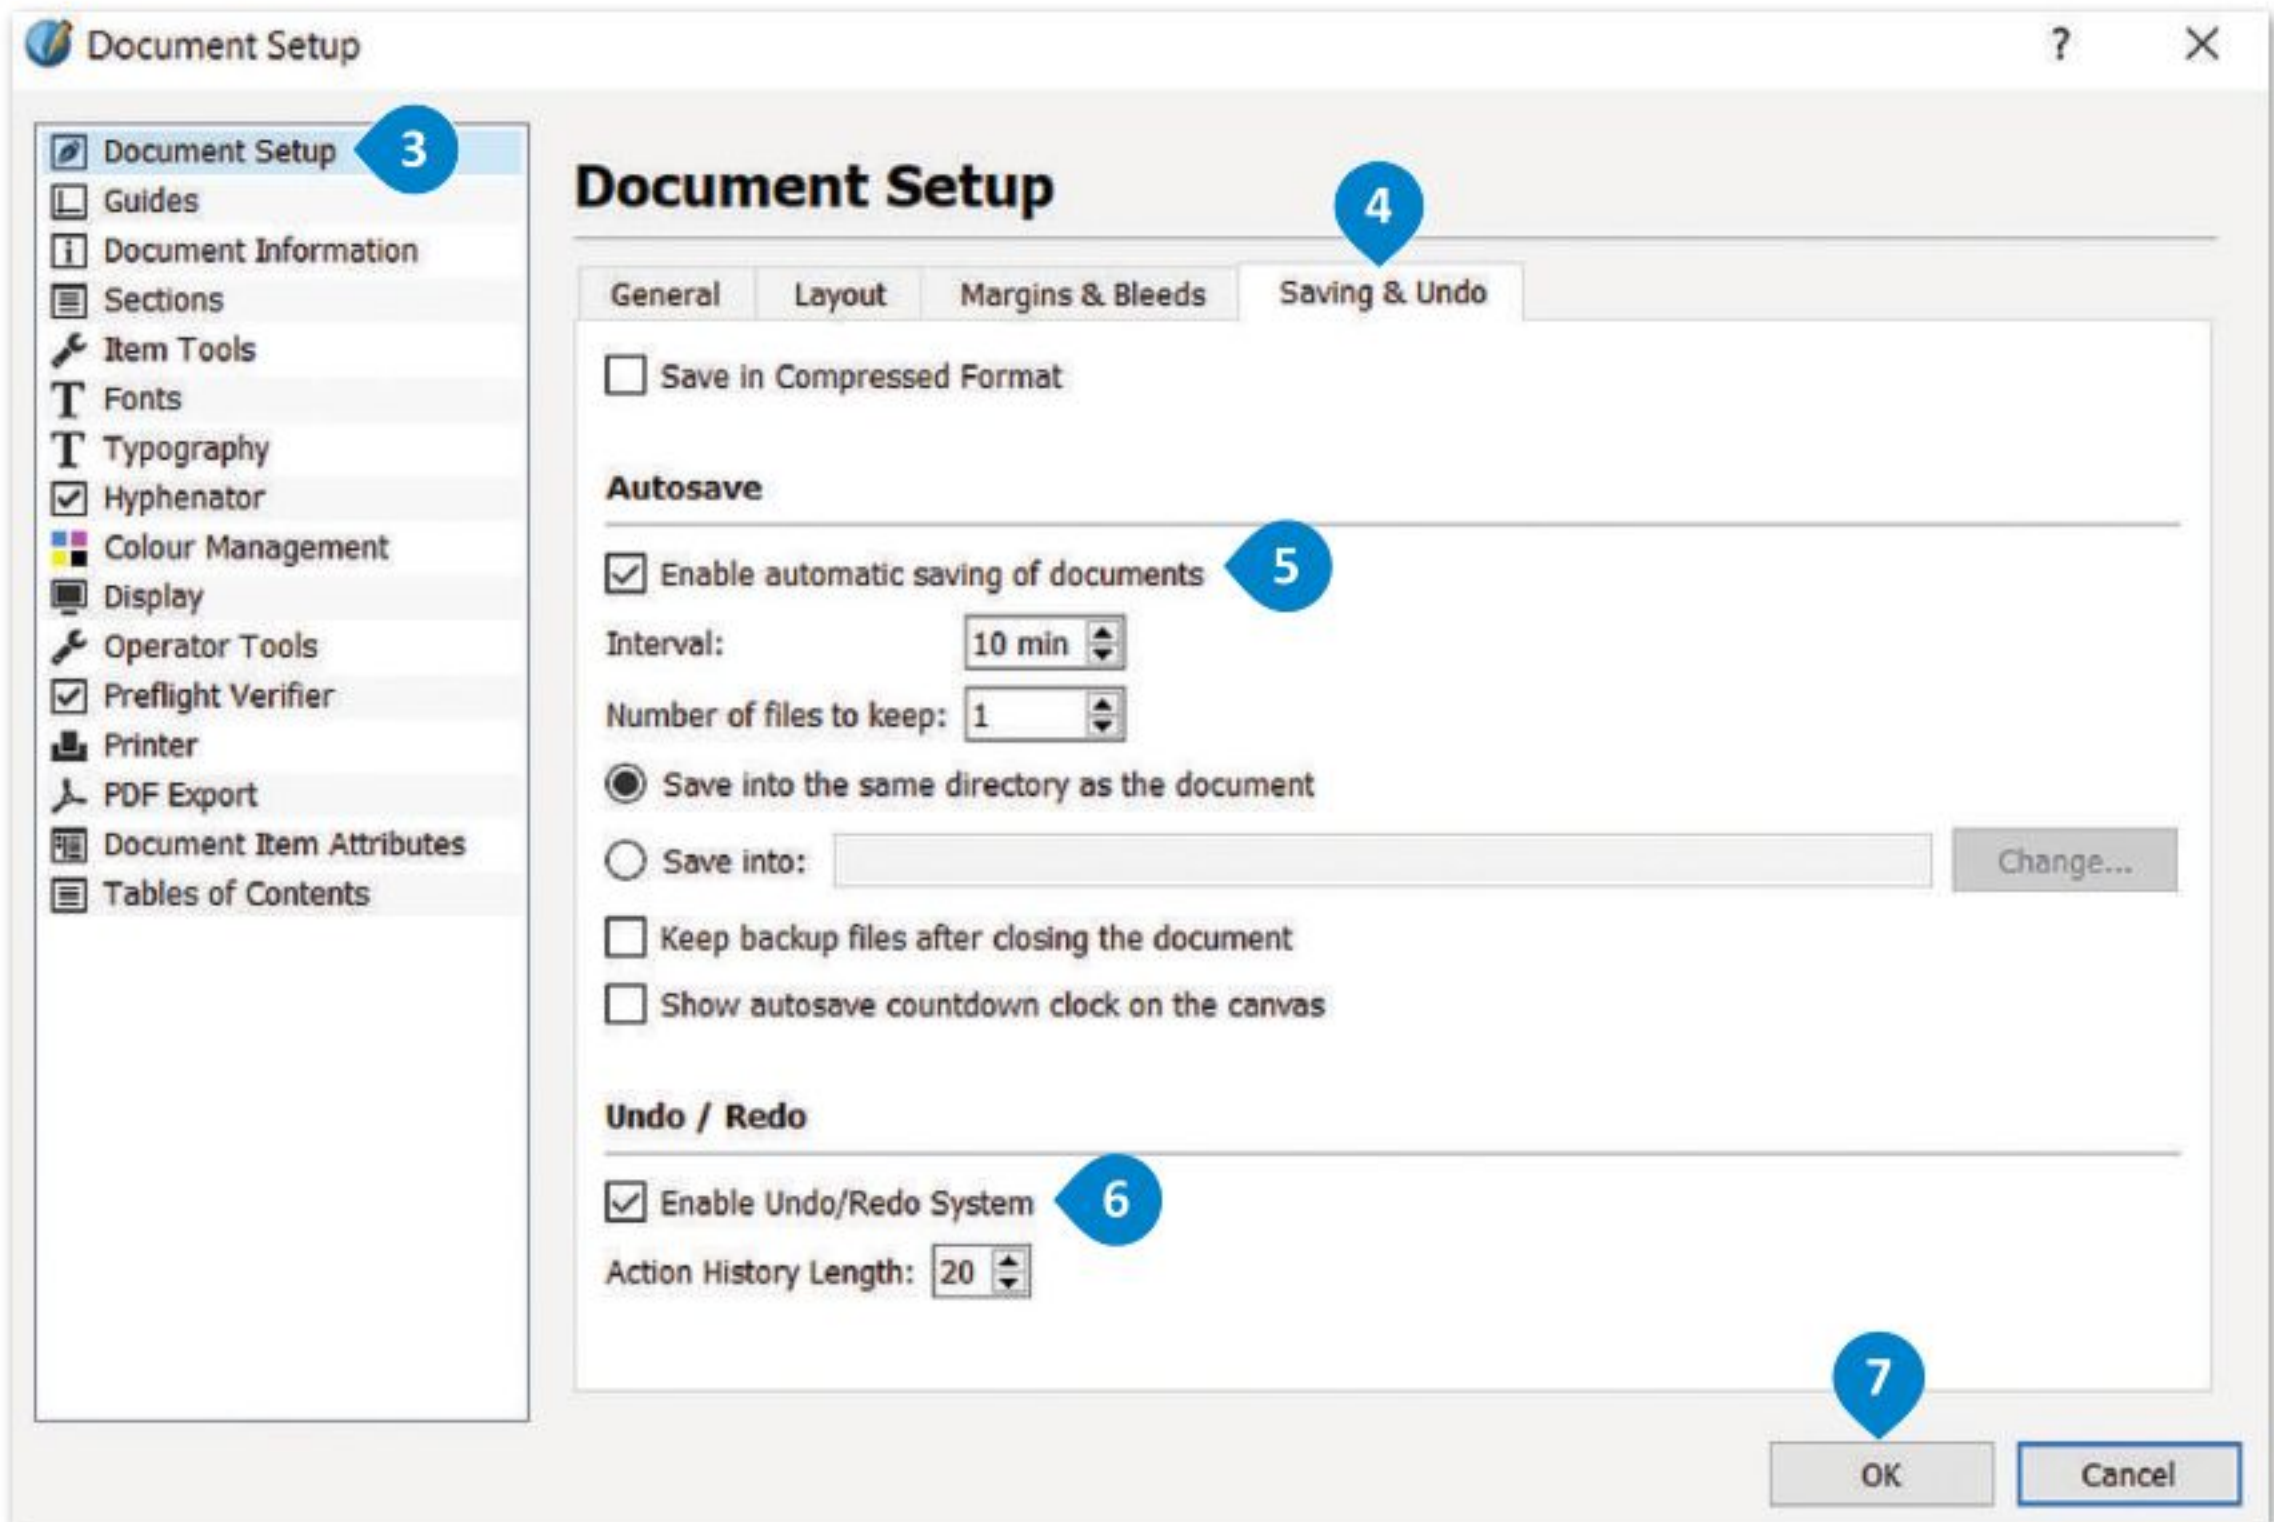 Document Setup
?
Document Setup 3
Guides
Document Information
Sections
Item Tools
Fonts
Typography
Hyphenator
Colour Management
Display
Operator Tools
Preflight Verifier
Printer
PDF Export
Document Item Attributes
Tables of Contents
Document Setup
4
General Layout Margins & Bleeds Saving & Undo
Save in Compressed Format
Autosave
Enable automatic saving of documents 5
Interval: 10 min
Number of files to keep: 1
Save into the same directory as the document
Save into: Change...
Keep backup files after closing the document
Show autosave countdown clock on the canvas
Undo / Redo
Enable Undo/Redo System 6
Action History Length: 20
7
OK Cancel